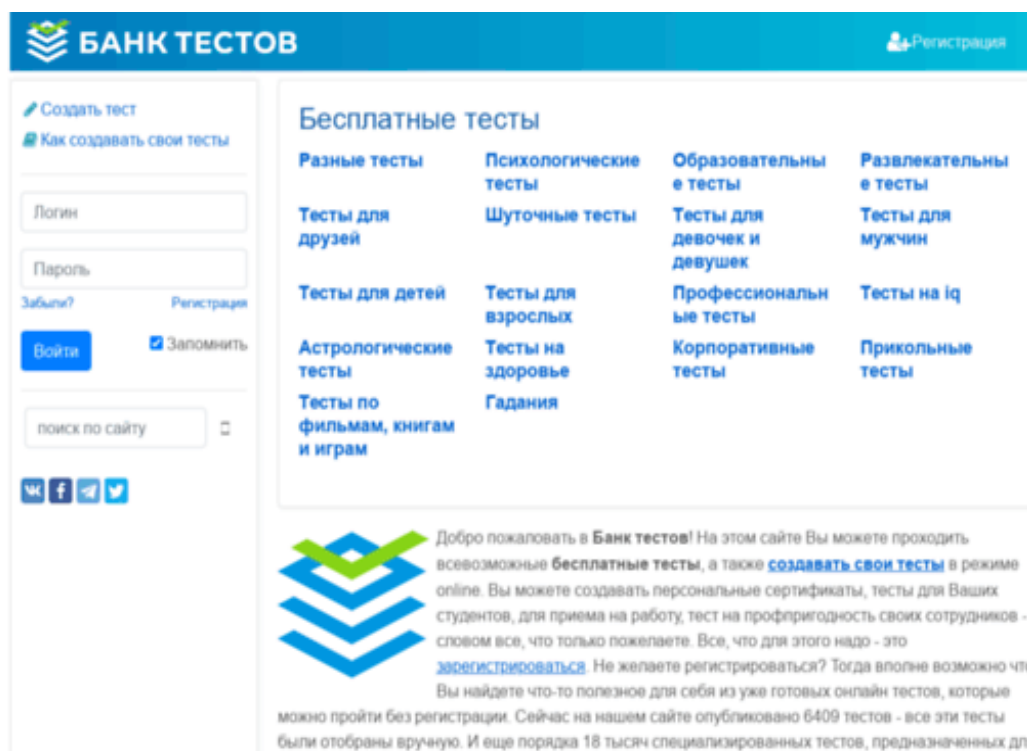 БАНК ТЕСТОВ
Регистрация
Создать тест
Как создавать свои тесты
Логин
Пароль
Забыли? Регистрация
Войти Запомнить
поиск по сайту
Бесплатные тесты
Разные тесты
Психологические
тесты
Образовательны
е тесты
Развлекательны
е тесты
Тесты для
друзей
Шуточные тесты
Тесты для
девочек и
девушек
Тесты для
мужчин
Тесты для детей
Тесты для
взрослых
Профессиональн
ые тесты
Тесты на iq
Астрологические
тесты
Тесты на
здоровье
Корпоративные
тесты
Прикольные
тесты
Тесты по
фильмам, книгам
и играм
Гадания
Добро пожаловать в Банк тестов! На этом сайте Вы можете проходить
всевозможные бесплатные тесты, а также создавать свои тесты в режиме
online. Вы можете создавать персональные сертификаты, тесты для Ваших
студентов, для приема на работу, тест на профпригодность своих сотрудников -
словом все, что только пожелаете. Все, что для этого надо - это
зарегистрироваться. Не желаете регистрироваться? Тогда вполне возможно чт
Вы найдете что-то полезное для себя из уже готовых онлайн тестов, которые
можно пройти без регистрации. Сейчас на нашем сайте опубликовано 6409 тестов - все эти тесты
были отобраны вручную. И еще порядка 18 тысяч специализированных тестов, предназначенных дл